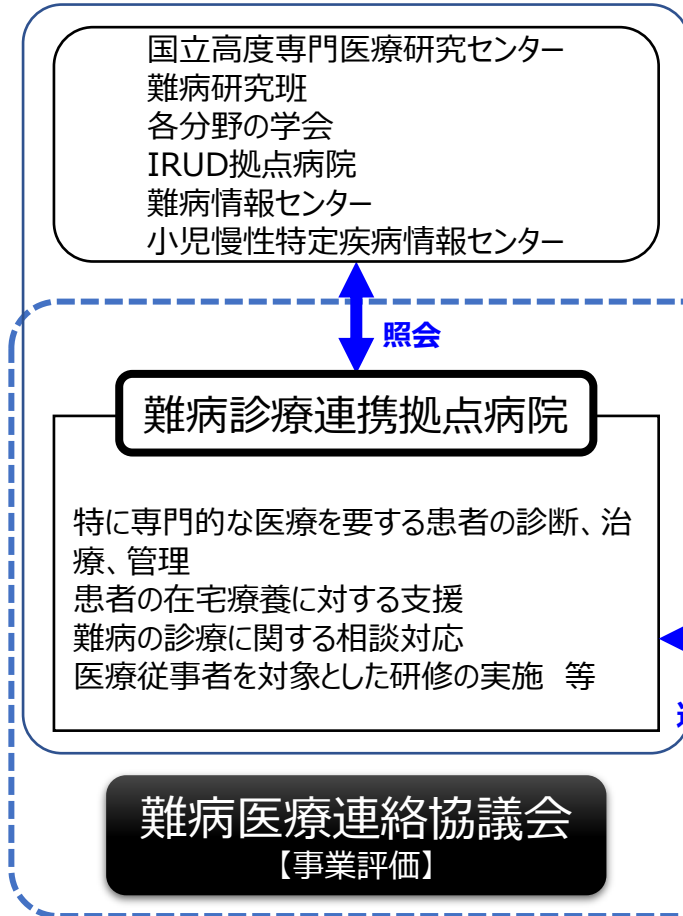 国立高度専門医療研究センター
難病研究班
各分野の学会
IRUD拠点病院
難病情報センター
小児慢性特定疾病情報センター
照会
難病診療連携拠点病院
特に専門的な医療を要する患者の診断、治
療、管理
患者の在宅療養に対する支援
難病の診療に関する相談対応
医療従事者を対象とした研修の実施　等
難病医療連絡協議会
【事業評価】